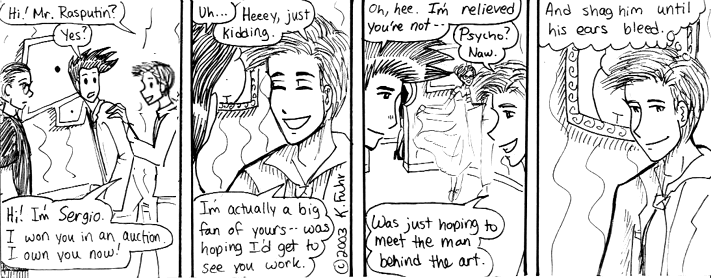 Hi! Mr. Rasputin?
Yes?
Hi! I'm Sergio.
I won you in an auction.
I own you now!
Uh...
Heeey, just
kidding.
I'm actually a big
fan of yours -- was
hoping I'd get to
see you work.
©2003 K. Fuhr
Oh, hee. I'm relieved
you're not --
Psycho?
Naw.
Was just hoping to
meet the man
behind the art.
And shag him until
his ears bleed.